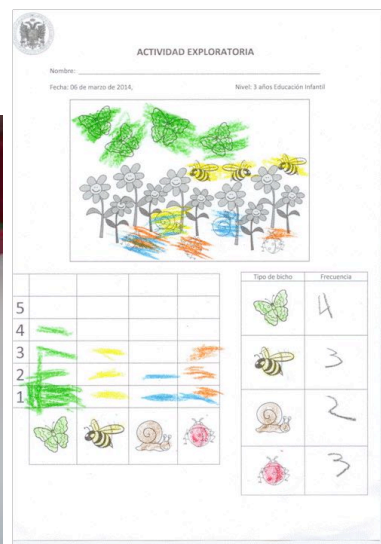 ACTIVIDAD EXPLORATORIA
Nombre:
Fecha: 06 de marzo de 2014,
Nivel: 3 años Educación Infantil
Tipo de bicho
Frecuencia
4
3
2
3
5
4
3
2
1